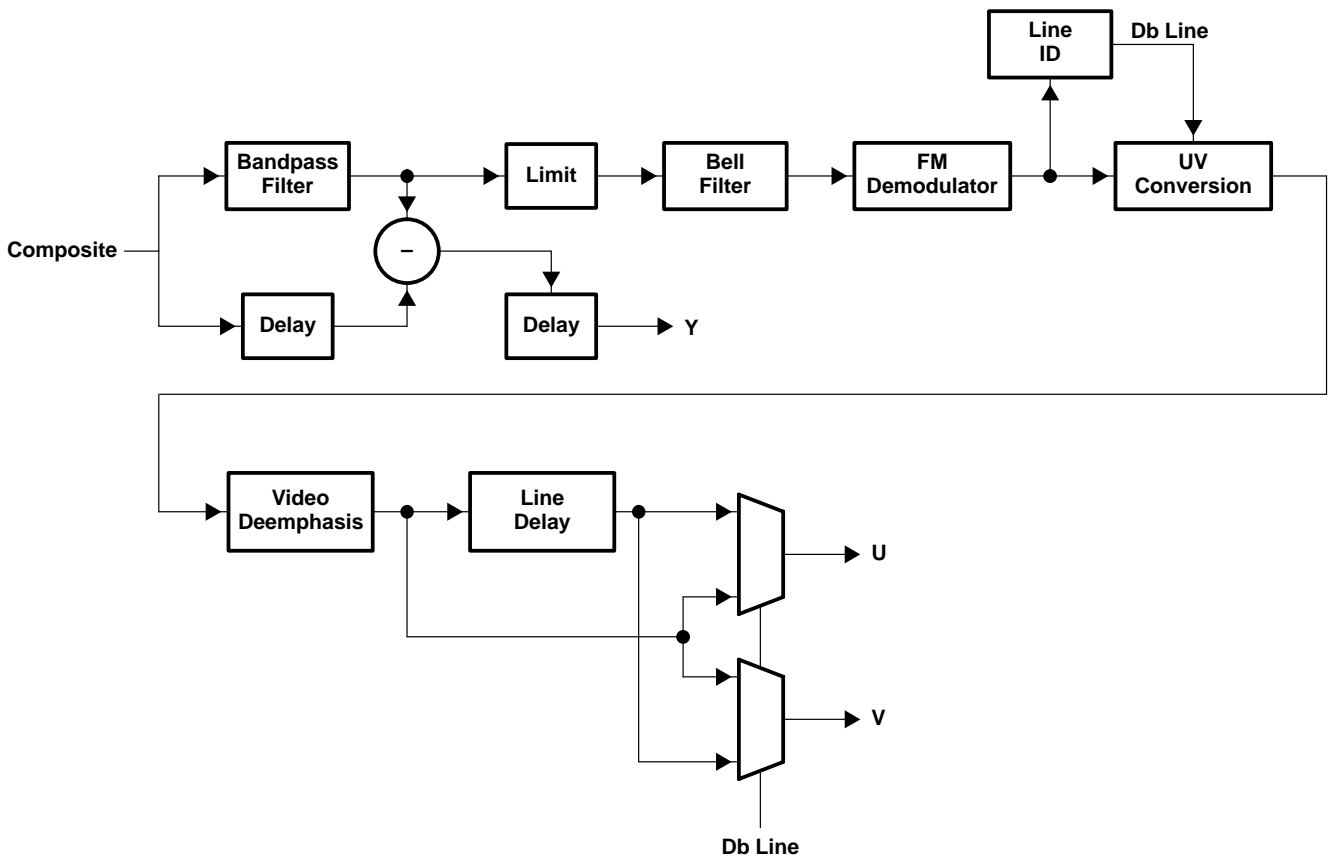 Line
ID
Db Line
Bandpass
Filter
Limit
Bell
Filter
FM
Demodulator
UV
Conversion
Composite
–
Delay
Delay
Y
Video
Deemphasis
Line
Delay
U
V
Db Line